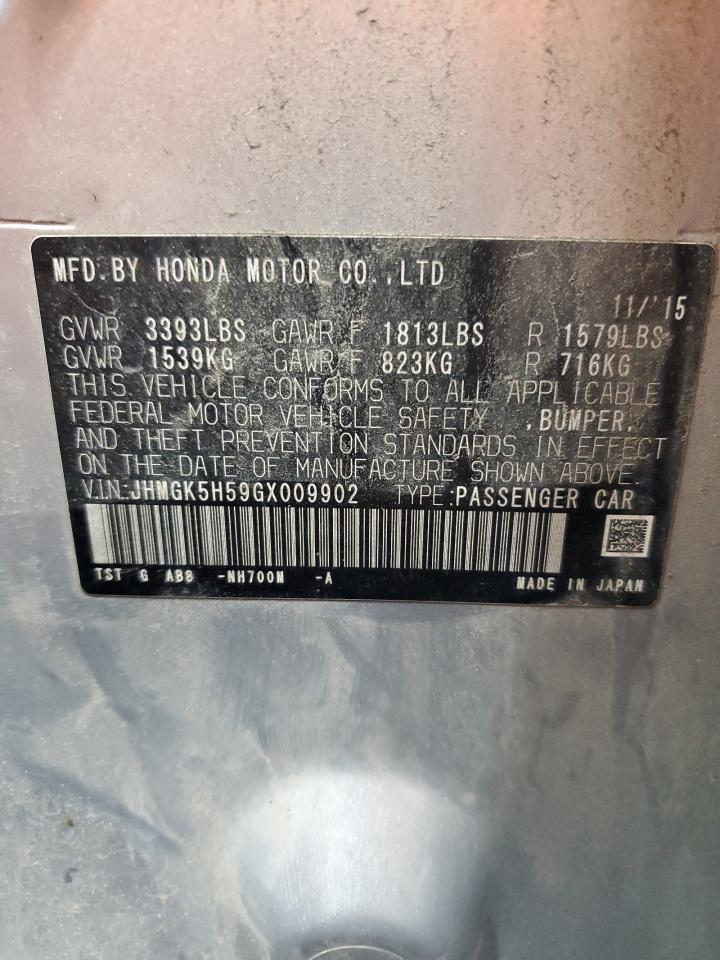 MFD.BY HONDA MOTOR CO.,LTD
11/'15
GVWR 3393LBS GAWR F 1813LBS R 1579LBS
GVWR 1539KG GAWR F 823KG R 716KG
THIS VEHICLE CONFORMS TO ALL APPLICABLE
FEDERAL MOTOR VEHICLE SAFETY ,BUMPER,
AND THEFT PREVENTION STANDARDS IN EFFECT
ON THE DATE OF MANUFACTURE SHOWN ABOVE.
V.I.N:JHMGK5H59GX009902 TYPE:PASSENGER CAR
TST G AB8 -NH700M -A MADE IN JAPAN